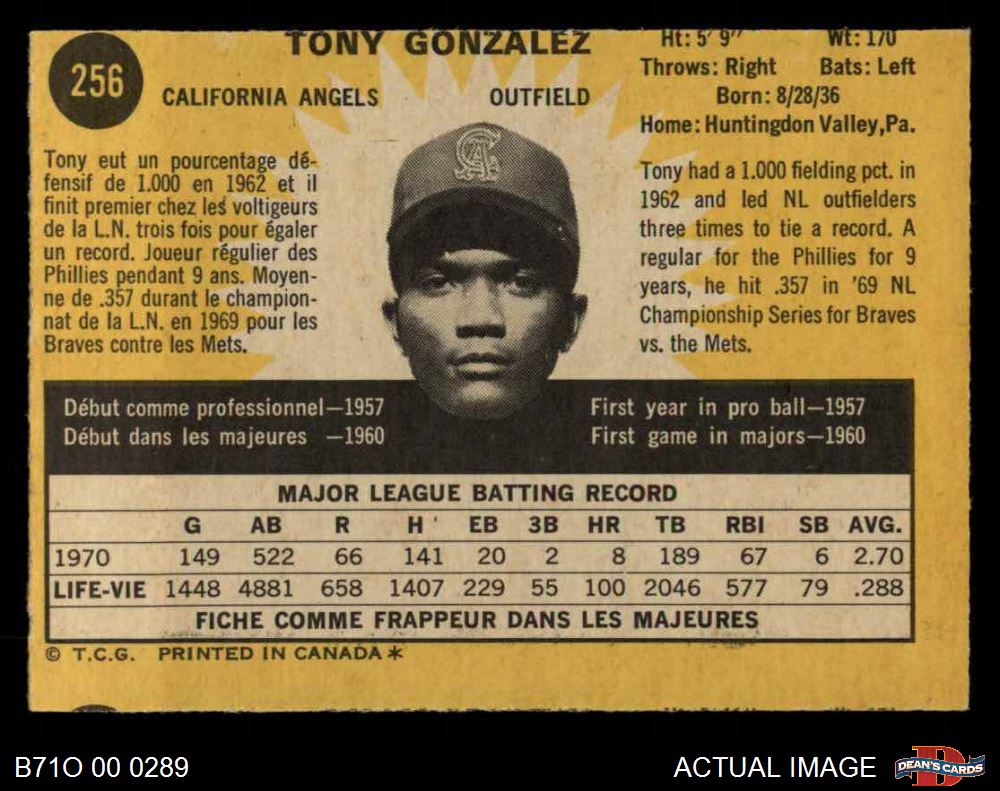 256
TONY GONZALEZ
CALIFORNIA ANGELS OUTFIELD
Ht: 5' 9" Wt: 170
Throws: Right Bats: Left
Born: 8/28/36
Home: Huntingdon Valley, Pa.
Tony eut un pourcentage dé-
fensif de 1.000 en 1962 et il
finit premier chez les voltigeurs
de la L.N. trois fois pour égaler
un record. Joueur régulier des
Phillies pendant 9 ans. Moyen-
ne de .357 durant le champion-
nat de la L.N. en 1969 pour les
Braves contre les Mets.
Tony had a 1.000 fielding pct. in
1962 and led NL outfielders
three times to tie a record. A
regular for the Phillies for 9
years, he hit .357 in '69 NL
Championship Series for Braves
vs. the Mets.
CA
Début comme professionnel—1957
Début dans les majeures —1960
First year in pro ball—1957
First game in majors—1960
MAJOR LEAGUE BATTING RECORD
G AB R H EB 3B HR TB RBI SB AVG.
1970 149 522 66 141 20 2 8 189 67 6 2.70
LIFE-VIE 1448 4881 658 1407 229 55 100 2046 577 79 .288
FICHE COMME FRAPPEUR DANS LES MAJEURES
© T.C.G. PRINTED IN CANADA *
B71O 00 0289
ACTUAL IMAGE
D
DEAN'S CARDS